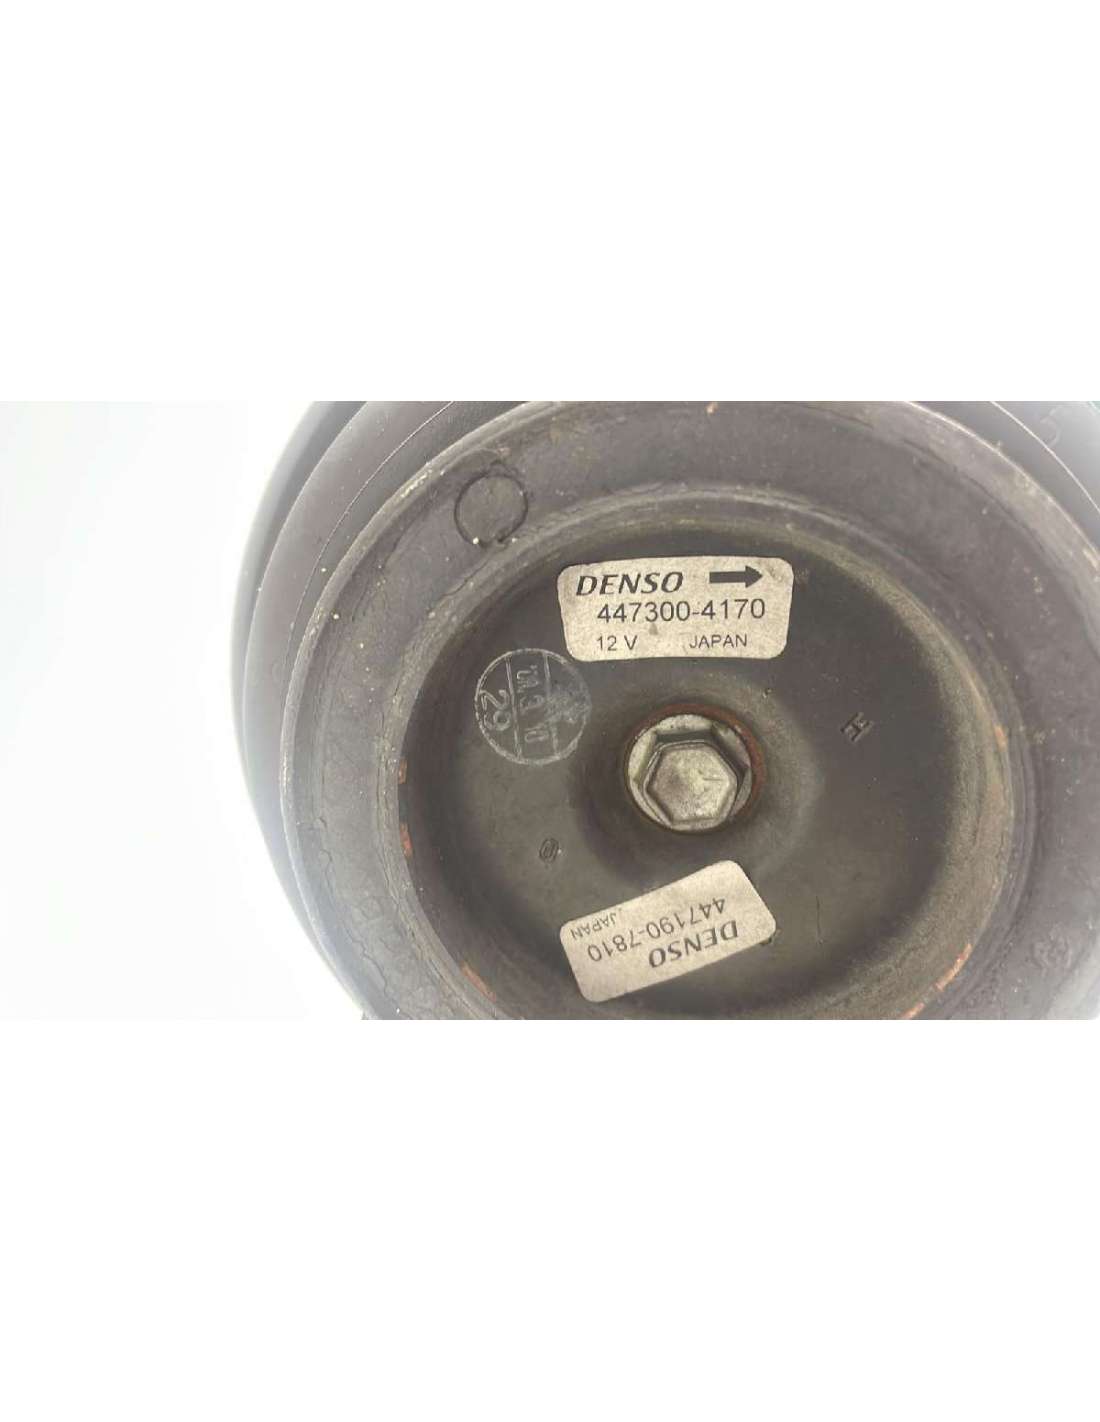 DENSO
447300-4170
12 V JAPAN
29
DENSO
447190-7810
JAPAN